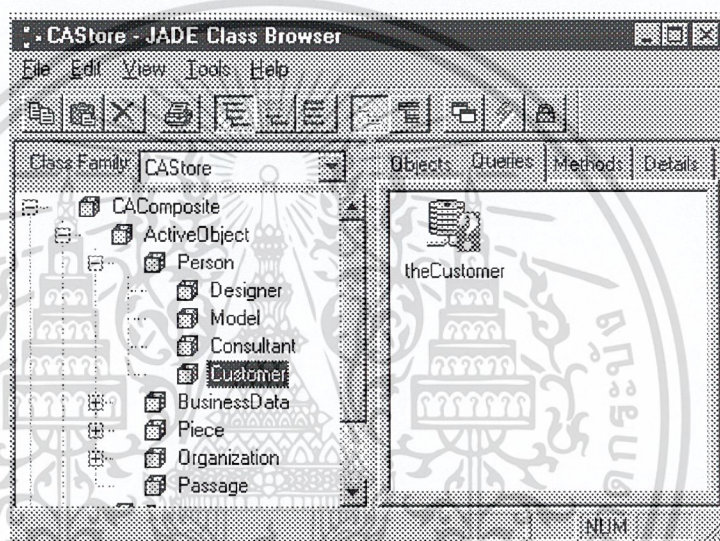 CAStore - JADE Class Browser
File Edit View Tools Help
Class Family: CAStore
Objects Queries Methods Details
CAComposite
ActiveObject
Person
Designer
Model
Consultant
Customer
BusinessData
Piece
Organization
Passage
theCustomer
NUM